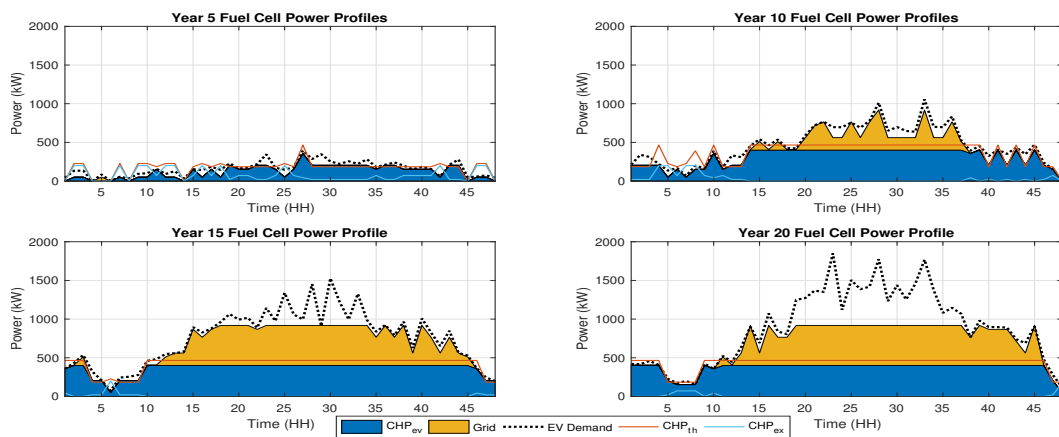 Year 5 Fuel Cell Power Profiles
2000
1500
1000
500
0
Power (kW)
5 10 15 20 25 30 35 40 45
Time (HH)
Year 10 Fuel Cell Power Profiles
2000
1500
1000
500
0
Power (kW)
5 10 15 20 25 30 35 40 45
Time (HH)
Year 15 Fuel Cell Power Profile
2000
1500
1000
500
0
Power (kW)
5 10 15 20 25 30 35 40 45
Time (HH)
Year 20 Fuel Cell Power Profile
2000
1500
1000
500
0
Power (kW)
5 10 15 20 25 30 35 40 45
Time (HH)
CHP_ev Grid EV Demand CHP_th CHP_ex